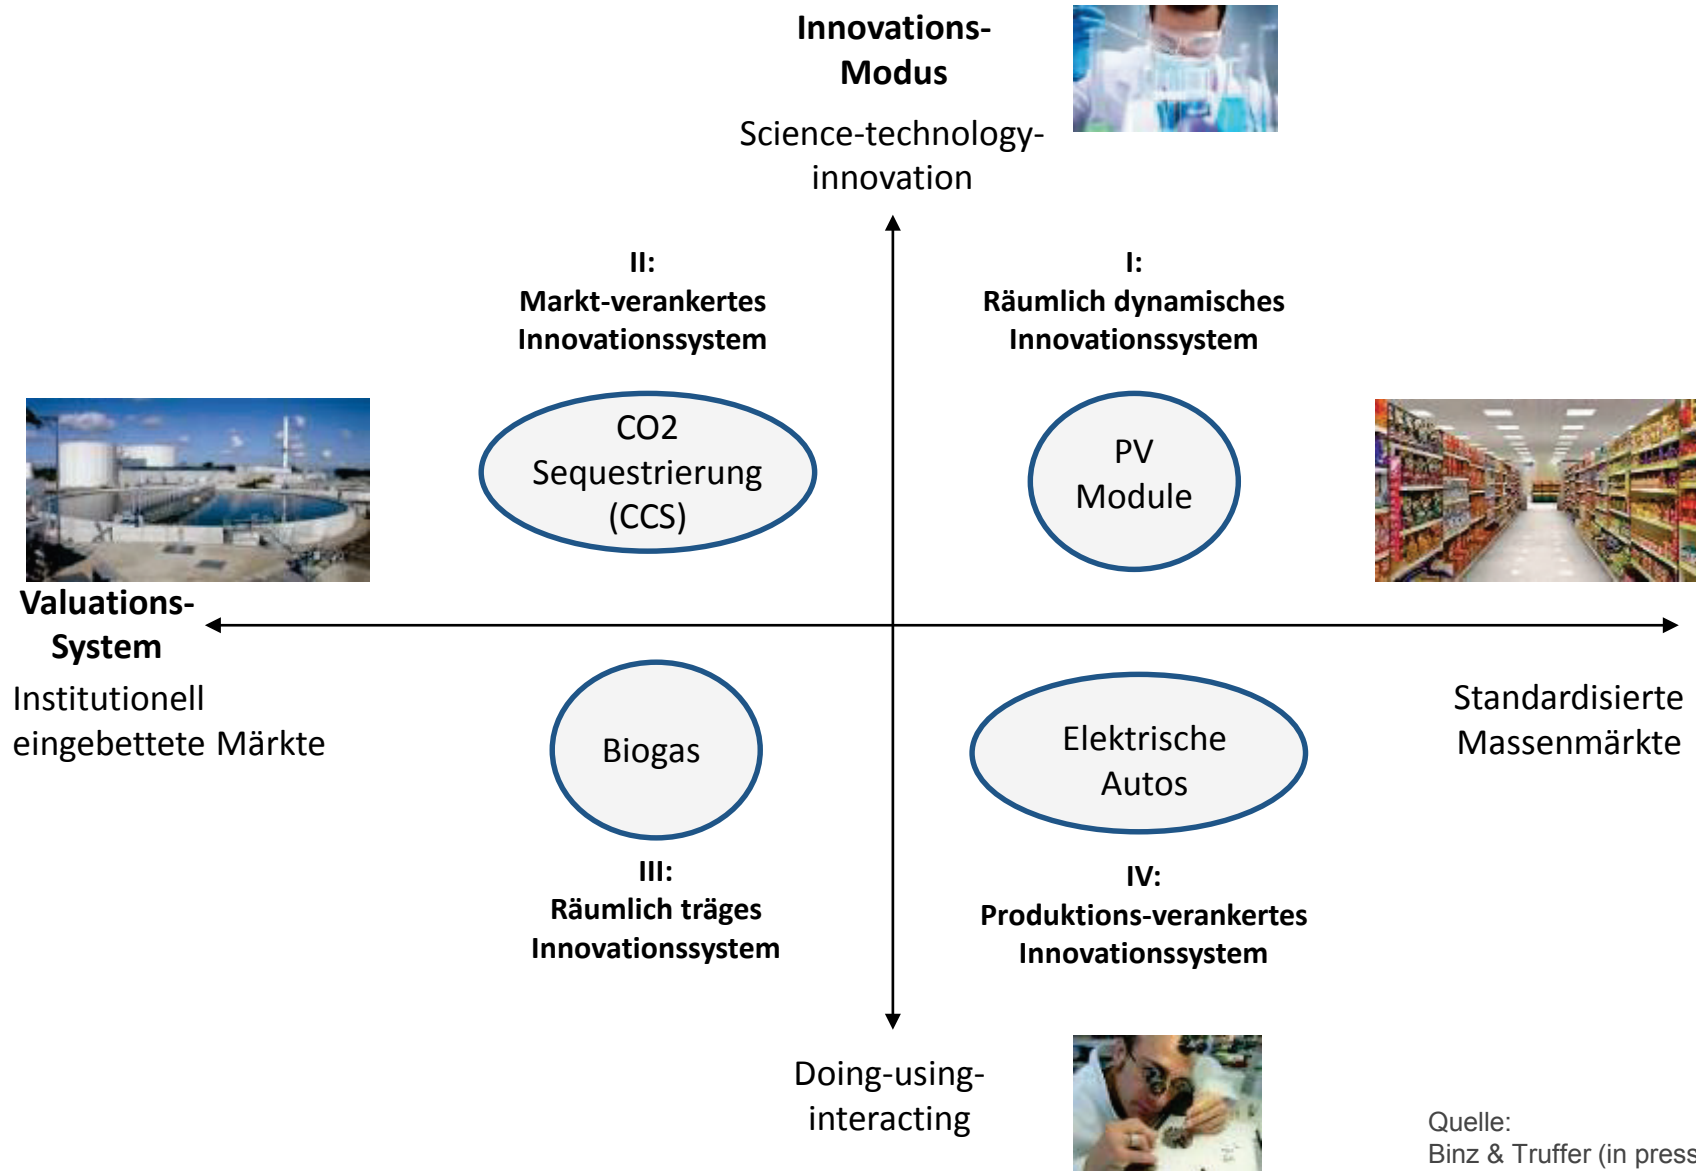 Innovations-
Modus
Science-technology-
innovation
II:
Markt-verankertes
Innovationssystem
I:
Räumlich dynamisches
Innovationssystem
CO2
Sequestrierung
(CCS)
PV
Module
Valuations-
System
Institutionell
eingebettete Märkte
Standardisierte
Massenmärkte
Biogas
Elektrische
Autos
III:
Räumlich träges
Innovationssystem
IV:
Produktions-verankertes
Innovationssystem
Doing-using-
interacting
Quelle:
Binz & Truffer (in press